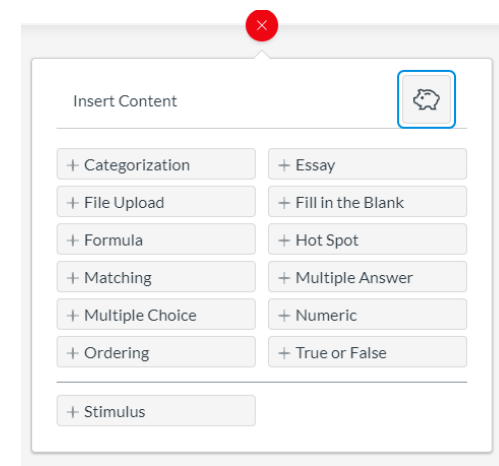 Insert Content
+ Categorization
+ Essay
+ File Upload
+ Fill in the Blank
+ Formula
+ Hot Spot
+ Matching
+ Multiple Answer
+ Multiple Choice
+ Numeric
+ Ordering
+ True or False
+ Stimulus